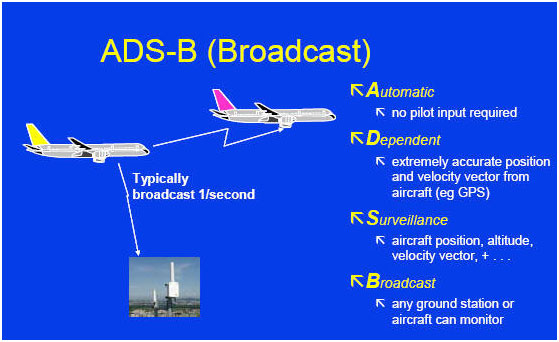 ADS-B (Broadcast)
Typically
broadcast 1/second
Automatic
no pilot input required
Dependent
extremely accurate position
and velocity vector from
aircraft (eg GPS)
Surveillance
aircraft position, altitude,
velocity vector, + . . .
Broadcast
any ground station or
aircraft can monitor